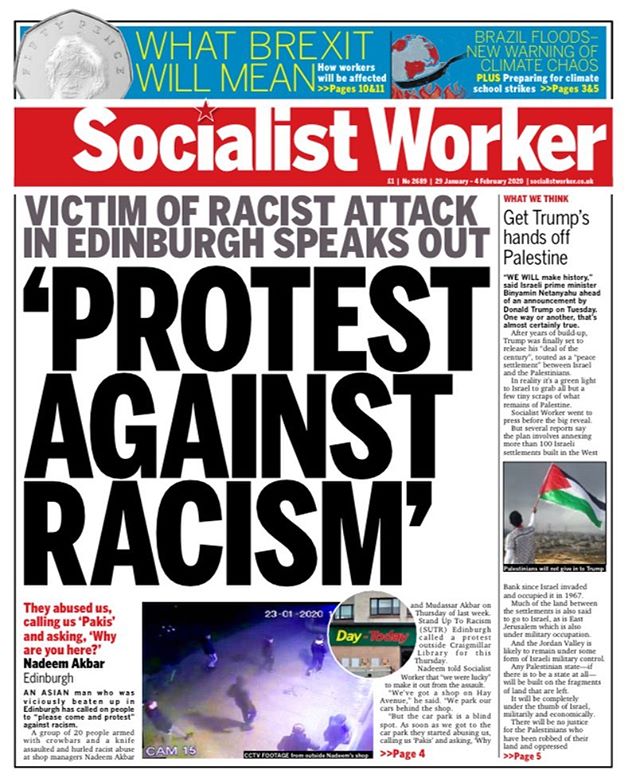 FIFTY PENCE
WHAT BREXIT
WILL MEAN
How workers
will be affected
>>Pages 10&11
BRAZIL FLOODS–
NEW WARNING OF
CLIMATE CHAOS
PLUS Preparing for climate
school strikes >>Pages 3&5
Socialist Worker
£1 | No 2689 | 29 January - 4 February 2020 | socialistworker.co.uk
VICTIM OF RACIST ATTACK
IN EDINBURGH SPEAKS OUT
‘PROTEST
AGAINST
RACISM’
They abused us,
calling us ‘Pakis’
and asking, ‘Why
are you here?’
Nadeem Akbar
Edinburgh
AN ASIAN man who was
viciously beaten up in
Edinburgh has called on people
to “please come and protest”
against racism.
A group of 20 people armed
with crowbars and a knife
assaulted and hurled racist abuse
at shop managers Nadeem Akbar
23-01-2020 1
CAM 15
CCTV FOOTAGE from outside Nadeem's shop
Day-Today
and Mudassar Akbar on
Thursday of last week.
Stand Up To Racism
(SUTR) Edinburgh
called a protest
outside Craigmillar
Library for this
Thursday.
Nadeem told Socialist
Worker that “we were lucky”
to make it out from the assault.
“We've got a shop on Hay
Avenue,” he said. “We park our
cars behind the shop.
“But the car park is a blind
spot. As soon as we got to the
car park they started abusing us,
calling us ‘Pakis’ and asking, ‘Why
>>Page 4
WHAT WE THINK
Get Trump’s
hands off
Palestine
“WE WILL make history,”
said Israeli prime minister
Binyamin Netanyahu ahead
of an announcement by
Donald Trump on Tuesday.
One way or another, that’s
almost certainly true.
After years of build-up,
Trump was finally set to
release his “deal of the
century”, touted as a “peace
settlement” between Israel
and the Palestinians.
In reality it’s a green light
to Israel to grab all but a
few tiny scraps of what
remains of Palestine.
Socialist Worker went to
press before the big reveal.
But several reports say
the plan involves annexing
more than 100 Israeli
settlements built in the West
Palestinians will not give in to Trump
Bank since Israel invaded
and occupied it in 1967.
Much of the land between
the settlements is also said
to go to Israel, as is East
Jerusalem which is also
under military occupation.
And the Jordan Valley is
likely to remain under some
form of Israeli military control.
Any Palestinian state—if
there is to be a state at all—
will be built on the fragments
of land that are left.
It will be completely
under the thumb of Israel,
militarily and economically.
There will be no justice
for the Palestinians who
have been robbed of their
land and oppressed
>>Page 5